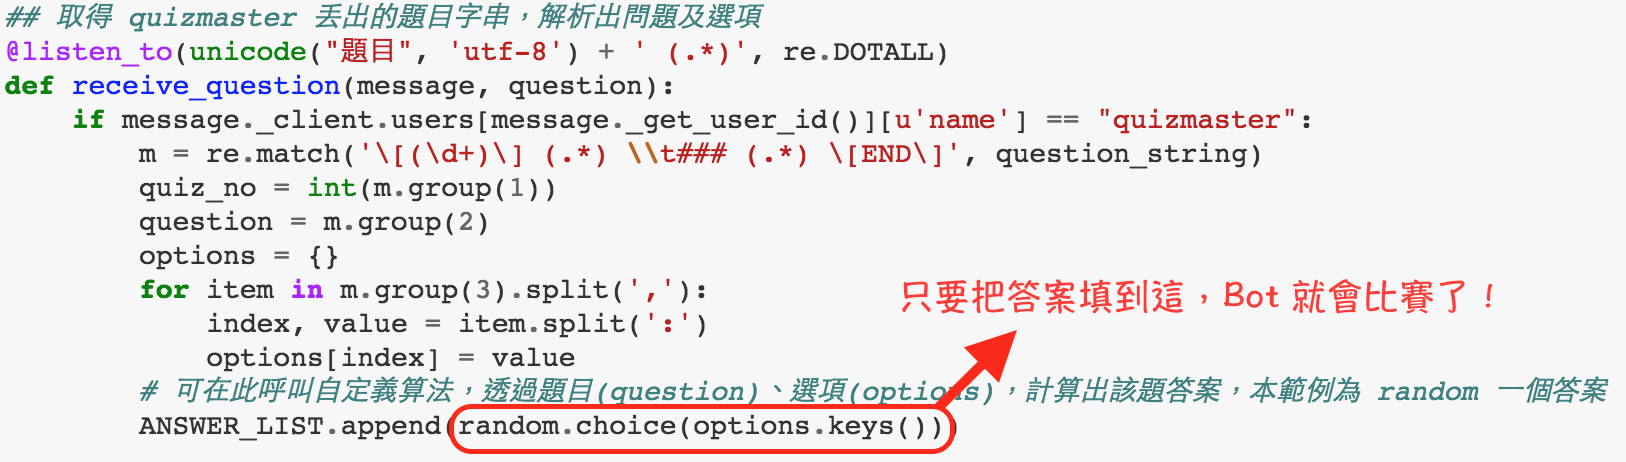 ## 取得 quizmaster 丟出的題目字串，解析出問題及選項
@listen_to(unicode("題目", 'utf-8') + ' (.*)', re.DOTALL)
def receive_question(message, question):
    if message._client.users[message._get_user_id()][u'name'] == "quizmaster":
        m = re.match('\[(\d+)\] (.*) \\t### (.*) \[END\]', question_string)
        quiz_no = int(m.group(1))
        question = m.group(2)
        options = {}
        for item in m.group(3).split(','):
            index, value = item.split(':')
            options[index] = value
        # 可在此呼叫自定義算法，透過題目(question)、選項(options)，計算出該題答案，本範例為 random 一個答案
        ANSWER_LIST.append(random.choice(options.keys()))
只要把答案填到這，Bot 就會比賽了！